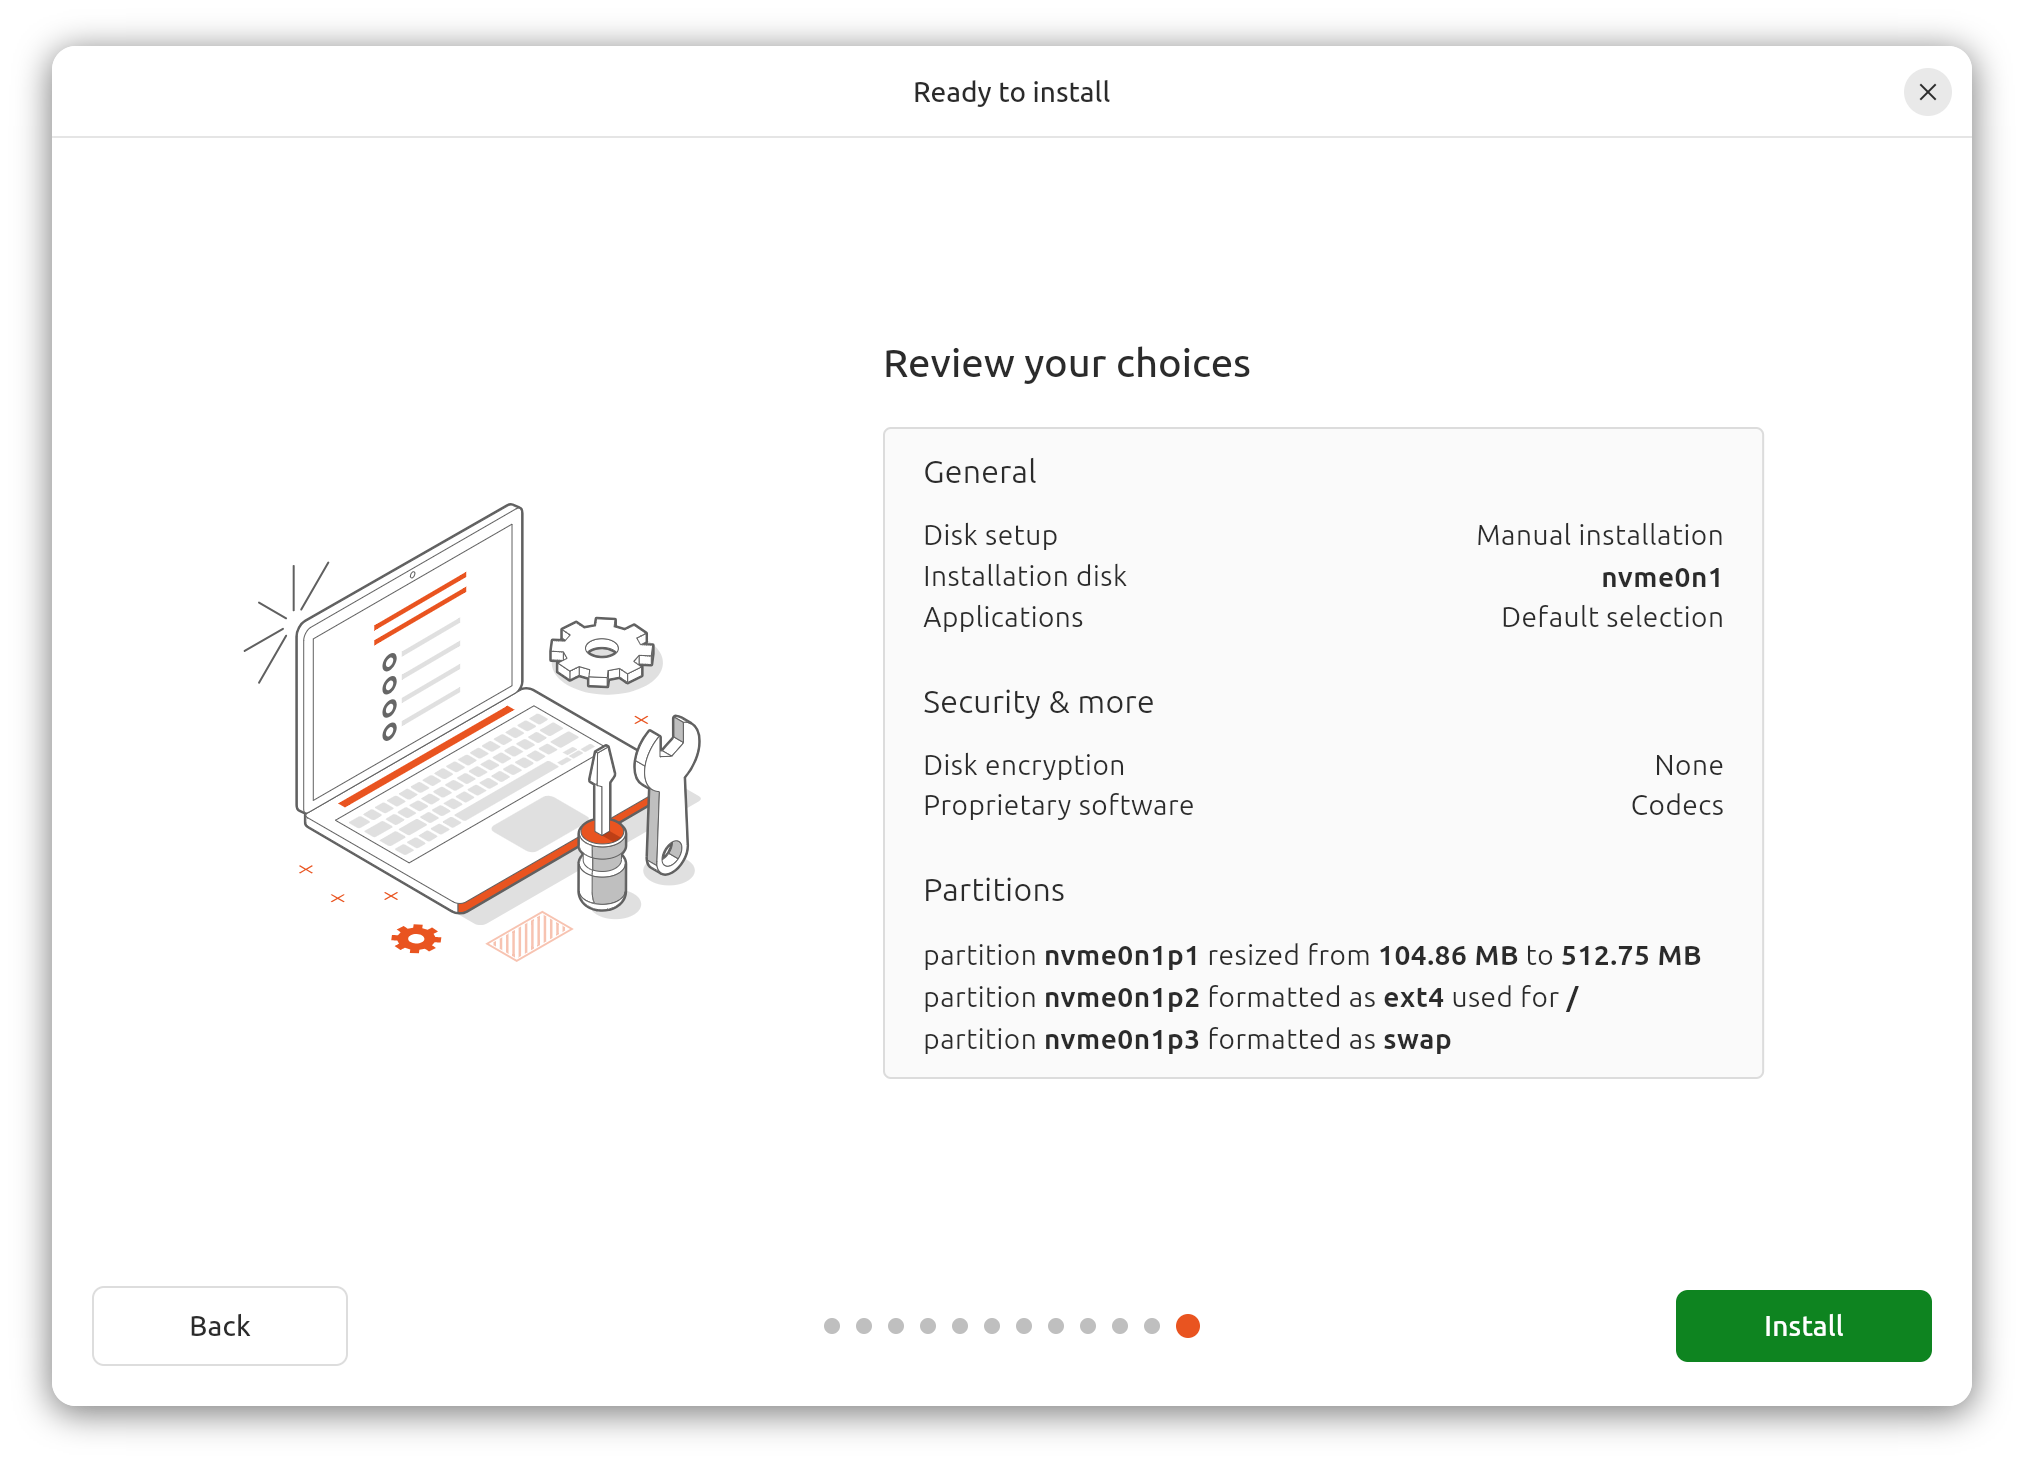 Ready to install
Review your choices
General
Disk setup Manual installation
Installation disk nvme0n1
Applications Default selection
Security & more
Disk encryption None
Proprietary software Codecs
Partitions
partition nvme0n1p1 resized from 104.86 MB to 512.75 MB
partition nvme0n1p2 formatted as ext4 used for /
partition nvme0n1p3 formatted as swap
Back
Install